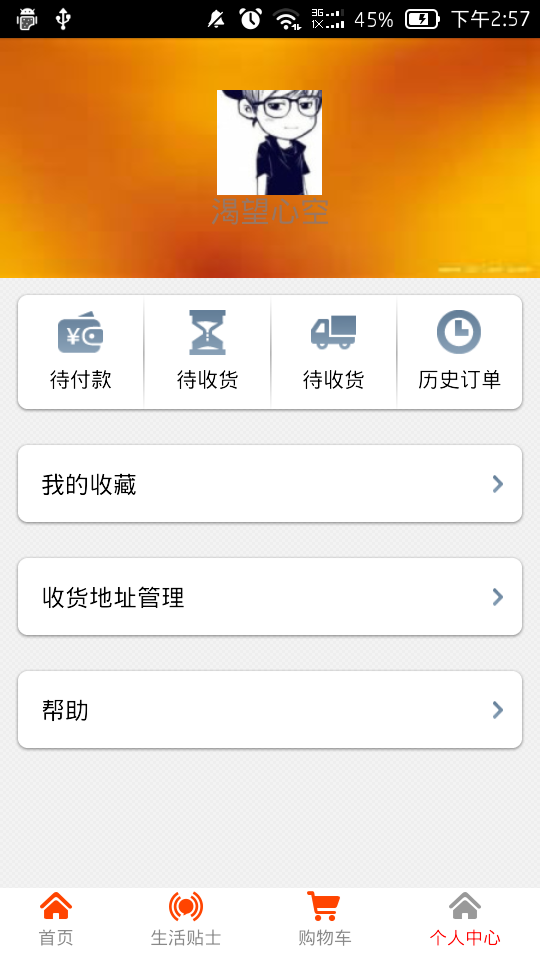 3G
1X
45%
下午2:57
渴望心空
待付款
待收货
待收货
历史订单
我的收藏
收货地址管理
帮助
首页
生活贴士
购物车
个人中心